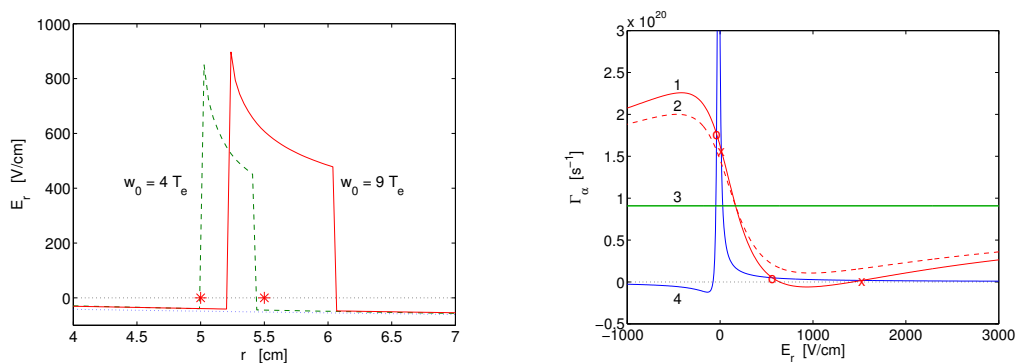 1000
800
600
400
200
0
E_r [V/cm]
w_0 = 4 T_e
w_0 = 9 T_e
4 4.5 5 5.5 6 6.5 7
r [cm]
x 10^20
3
2.5
2
1.5
1
0.5
0
−0.5
Γ_α [s^−1]
1
2
3
4
−1000 0 1000 2000 3000
E_r [V/cm]